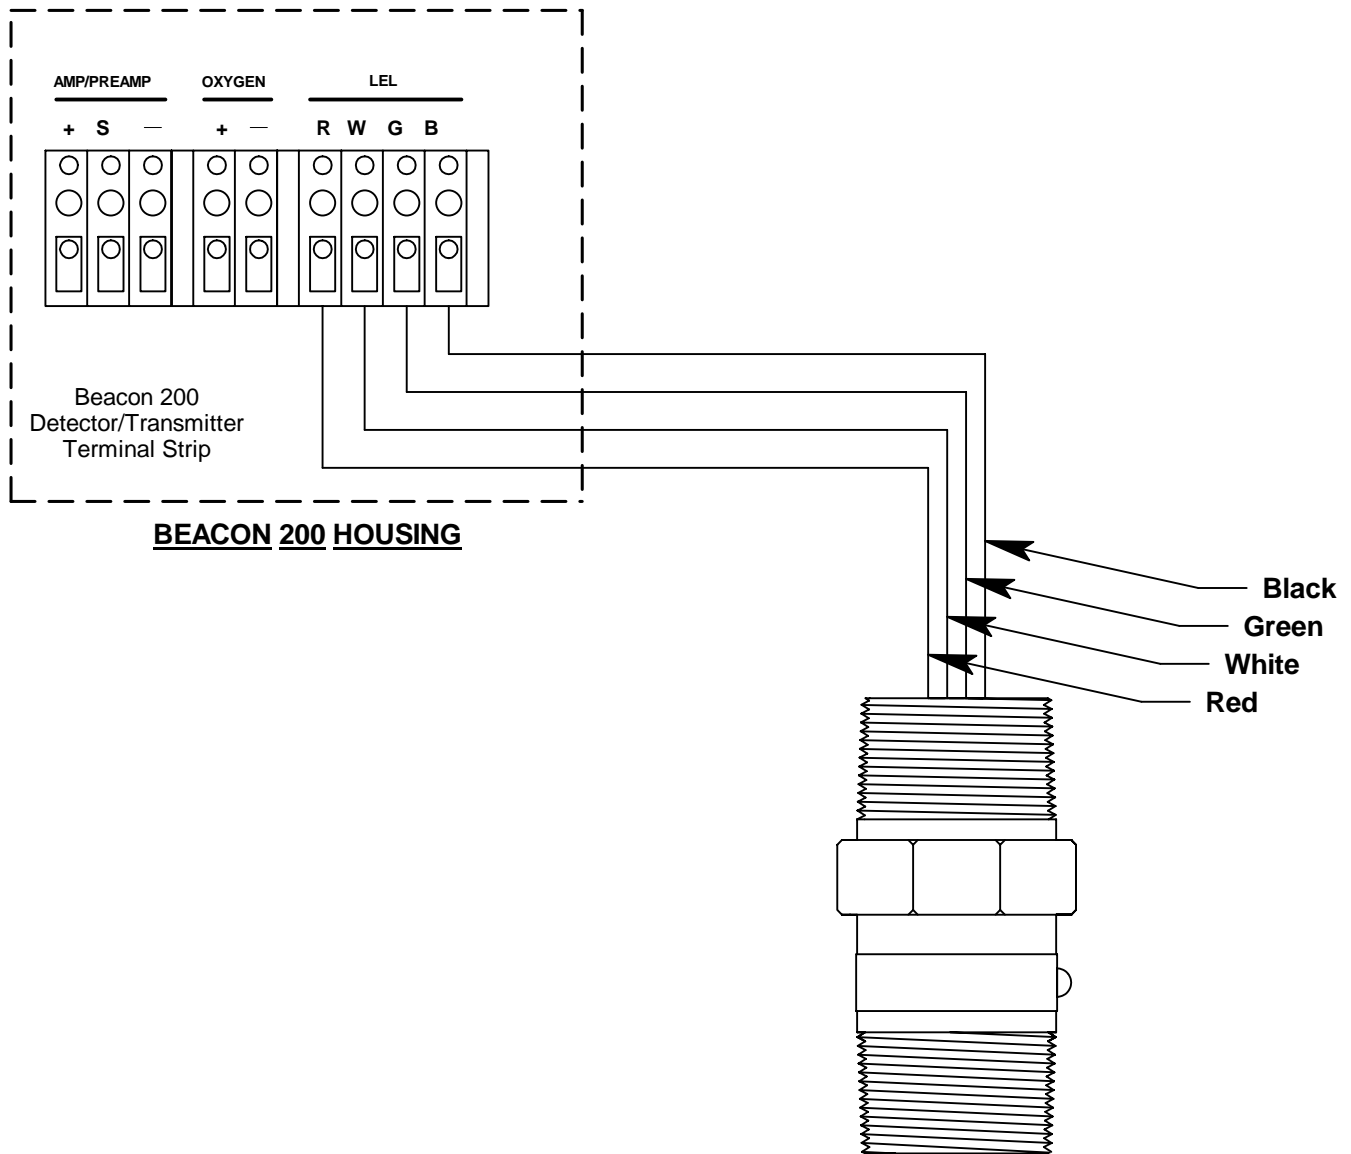 AMP/PREAMP OXYGEN LEL
+ S — + — R W G B
Beacon 200
Detector/Transmitter
Terminal Strip
BEACON 200 HOUSING
Black
Green
White
Red